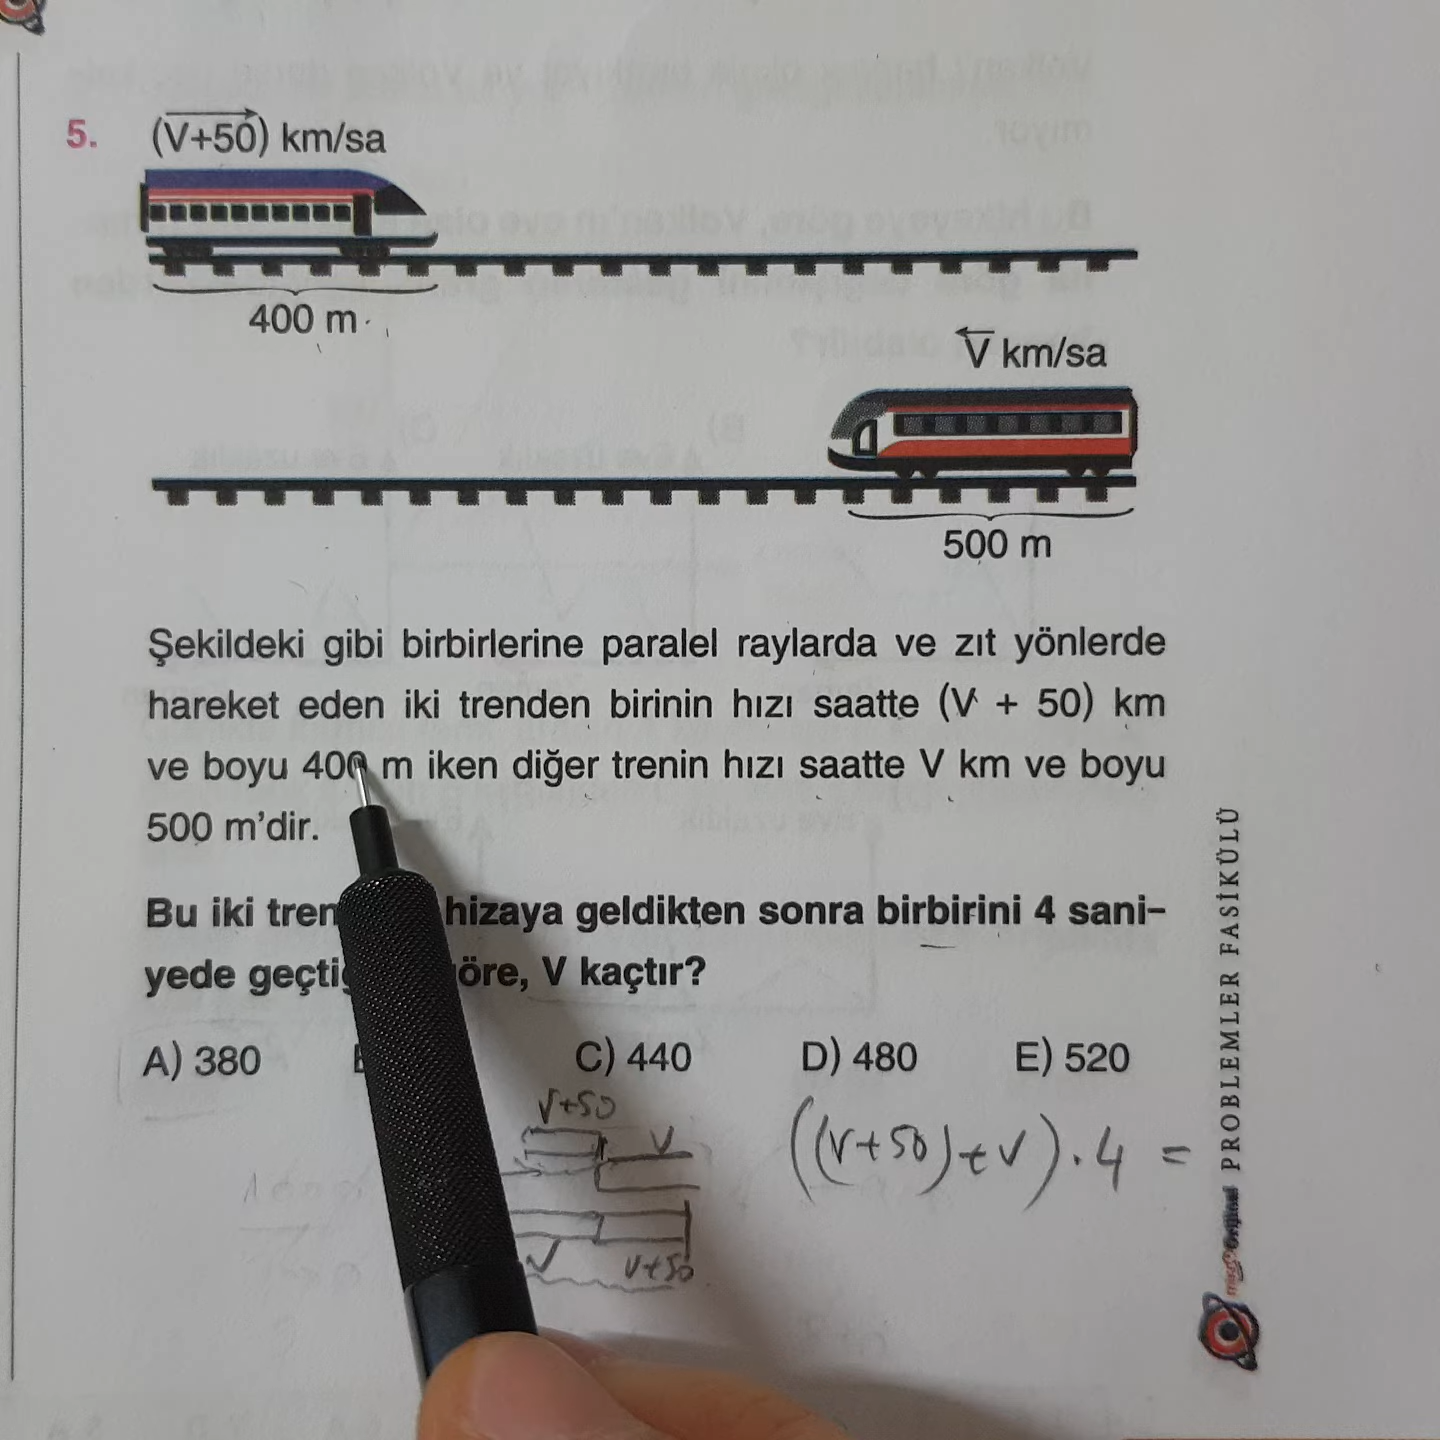 5. (V+50) km/sa
400 m
V km/sa
500 m
Şekildeki gibi birbirlerine paralel raylarda ve zıt yönlerde
hareket eden iki trenden birinin hızı saatte (V + 50) km
ve boyu 400 m iken diğer trenin hızı saatte V km ve boyu
500 m'dir.
Bu iki tren hizaya geldikten sonra birbirini 4 sani-
yede geçti öre, V kaçtır?
A) 380 C) 440 D) 480 E) 520
V+50
V
((V+50)+V).4 =
V
V+50
PROBLEMLER FASİKÜLÜ